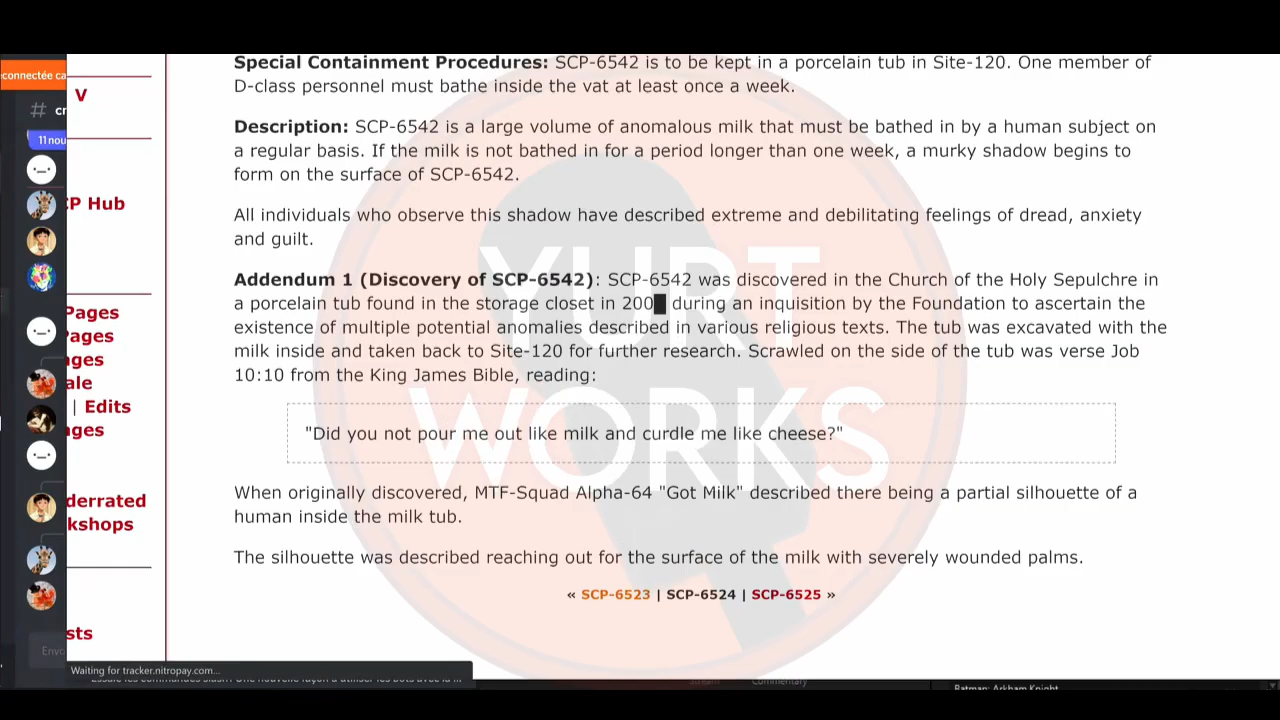 Special Containment Procedures: SCP-6542 is to be kept in a porcelain tub in Site-120. One member of
D-class personnel must bathe inside the vat at least once a week.
Description: SCP-6542 is a large volume of anomalous milk that must be bathed in by a human subject on
a regular basis. If the milk is not bathed in for a period longer than one week, a murky shadow begins to
form on the surface of SCP-6542.
All individuals who observe this shadow have described extreme and debilitating feelings of dread, anxiety
and guilt.
Addendum 1 (Discovery of SCP-6542): SCP-6542 was discovered in the Church of the Holy Sepulchre in
a porcelain tub found in the storage closet in 200█ during an inquisition by the Foundation to ascertain the
existence of multiple potential anomalies described in various religious texts. The tub was excavated with the
milk inside and taken back to Site-120 for further research. Scrawled on the side of the tub was verse Job
10:10 from the King James Bible, reading:
"Did you not pour me out like milk and curdle me like cheese?"
When originally discovered, MTF-Squad Alpha-64 "Got Milk" described there being a partial silhouette of a
human inside the milk tub.
The silhouette was described reaching out for the surface of the milk with severely wounded palms.
« SCP-6523 | SCP-6524 | SCP-6525 »
YURT
WORKS
connectée ca
# cr
11 nou
V
CP Hub
Pages
Pages
nges
ale
| Edits
nges
derrated
kshops
sts
Envo
Waiting for tracker.nitropay.com...
Stream
Commentary
Batman: Arkham Knight